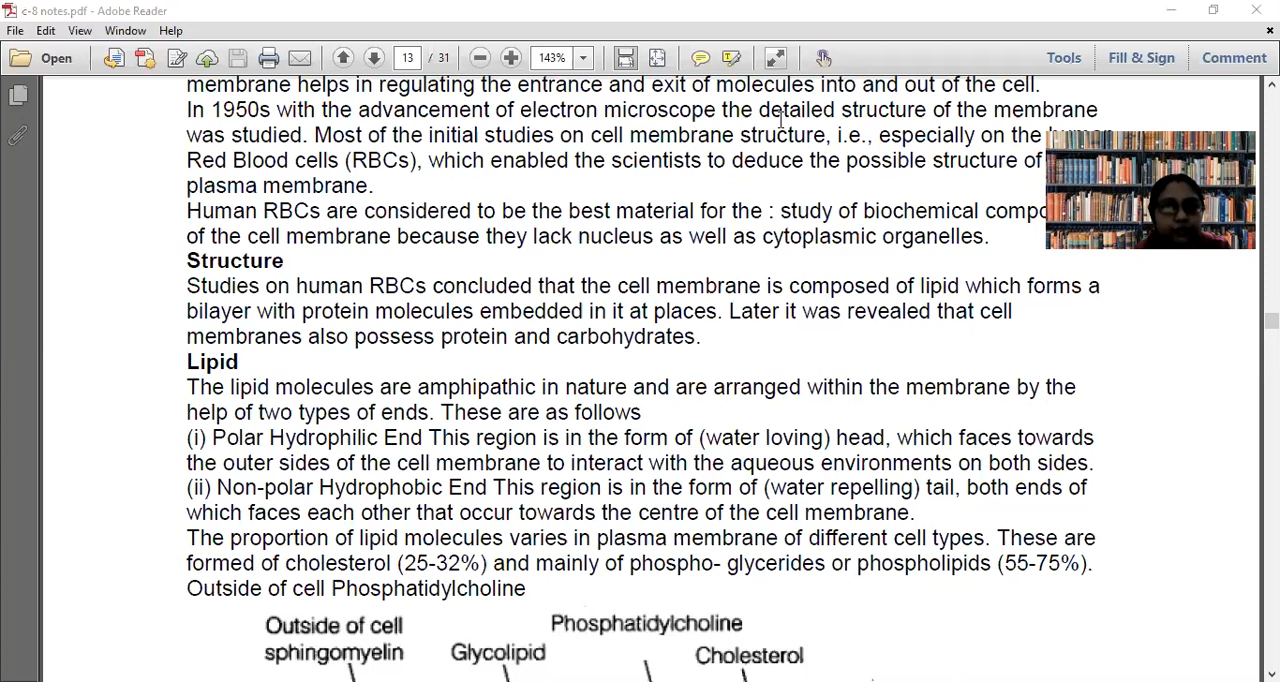 c-8 notes.pdf - Adobe Reader
File Edit View Window Help
Open 13 / 31 143% Tools Fill & Sign Comment
membrane helps in regulating the entrance and exit of molecules into and out of the cell.
In 1950s with the advancement of electron microscope the detailed structure of the membrane
was studied. Most of the initial studies on cell membrane structure, i.e., especially on the
Red Blood cells (RBCs), which enabled the scientists to deduce the possible structure of
plasma membrane.
Human RBCs are considered to be the best material for the : study of biochemical
of the cell membrane because they lack nucleus as well as cytoplasmic organelles.
Structure
Studies on human RBCs concluded that the cell membrane is composed of lipid which forms a
bilayer with protein molecules embedded in it at places. Later it was revealed that cell
membranes also possess protein and carbohydrates.
Lipid
The lipid molecules are amphipathic in nature and are arranged within the membrane by the
help of two types of ends. These are as follows
(i) Polar Hydrophilic End This region is in the form of (water loving) head, which faces towards
the outer sides of the cell membrane to interact with the aqueous environments on both sides.
(ii) Non-polar Hydrophobic End This region is in the form of (water repelling) tail, both ends of
which faces each other that occur towards the centre of the cell membrane.
The proportion of lipid molecules varies in plasma membrane of different cell types. These are
formed of cholesterol (25-32%) and mainly of phospho- glycerides or phospholipids (55-75%).
Outside of cell Phosphatidylcholine
Outside of cell Phosphatidylcholine
sphingomyelin Glycolipid Cholesterol